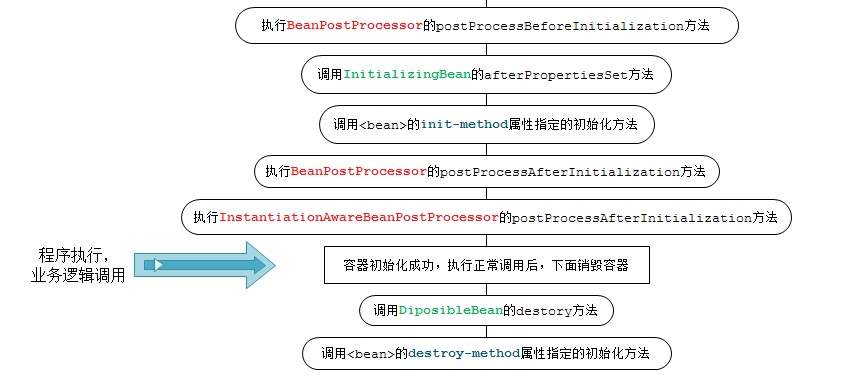 执行BeanPostProcessor的postProcessBeforeInitialization方法
调用InitializingBean的afterPropertiesSet方法
调用<bean>的init-method属性指定的初始化方法
执行BeanPostProcessor的postProcessAfterInitialization方法
执行InstantiationAwareBeanPostProcessor的postProcessAfterInitialization方法
程序执行，
业务逻辑调用
容器初始化成功，执行正常调用后，下面销毁容器
调用DiposibleBean的destory方法
调用<bean>的destroy-method属性指定的初始化方法